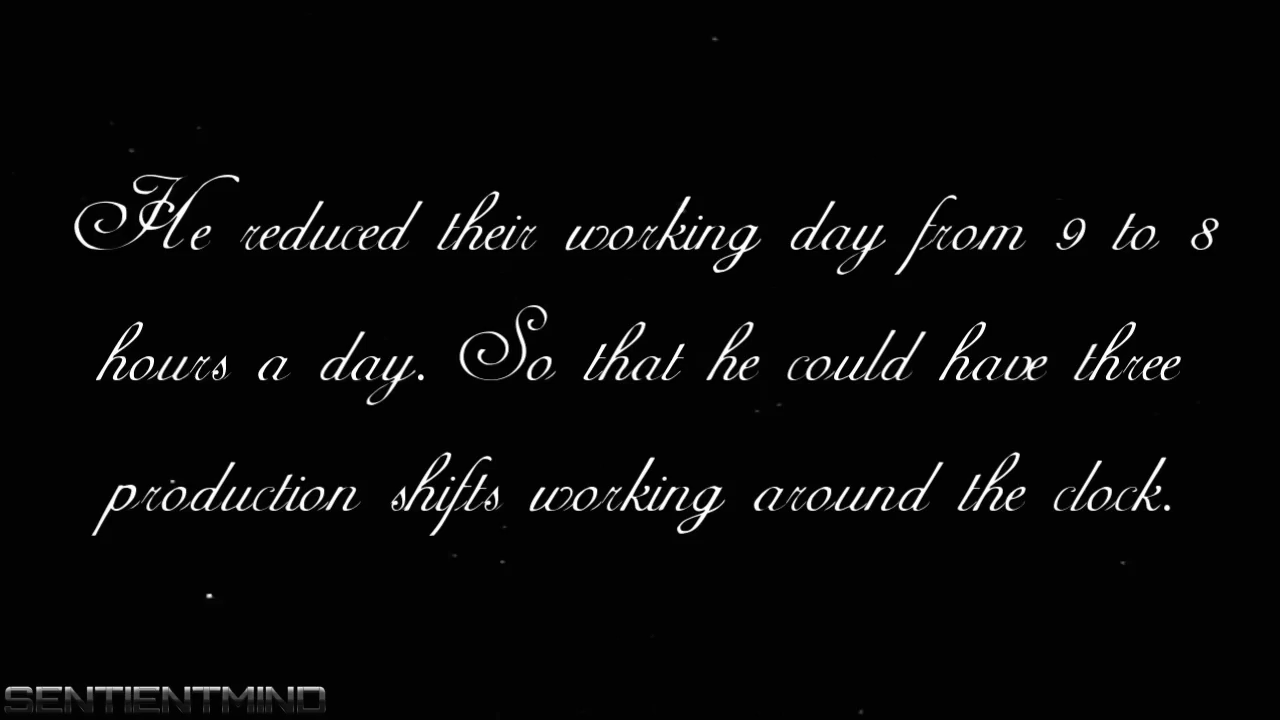 He reduced their working day from 9 to 8
hours a day. So that he could have three
production shifts working around the clock.
SENTIENTMIND